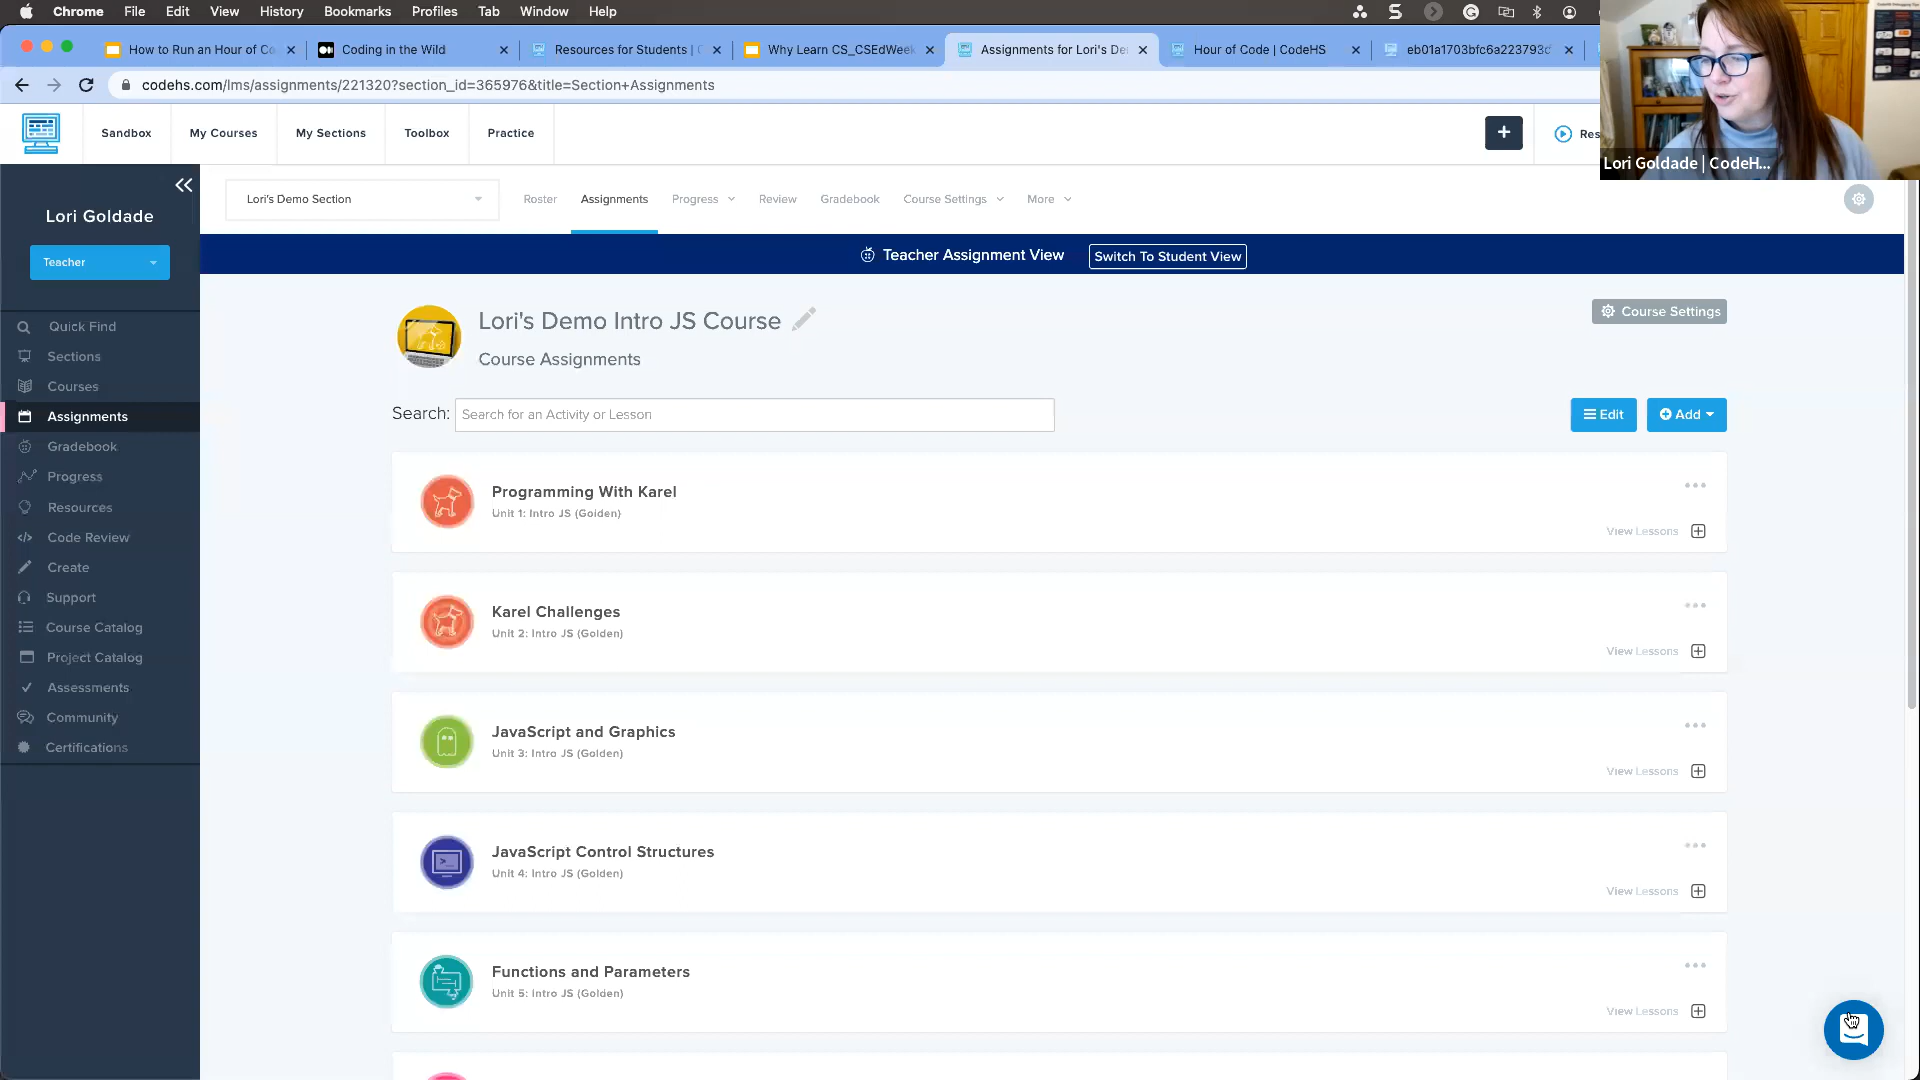 Chrome File Edit View History Bookmarks Profiles Tab Window Help
How to Run an Hour of Co
Coding in the Wild
Resources for Students | C
Why Learn CS_CSEdWeek
Assignments for Lori's De
Hour of Code | CodeHS
eb01a1703bfc6a223793c
codehs.com/lms/assignments/221320?section_id=365976&title=Section+Assignments
Sandbox My Courses My Sections Toolbox Practice
+
Res
Lori Goldade | CodeH...
Lori Goldade
Teacher
Quick Find
Sections
Courses
Assignments
Gradebook
Progress
Resources
Code Review
Create
Support
Course Catalog
Project Catalog
Assessments
Community
Certifications
Lori's Demo Section
Roster Assignments Progress Review Gradebook Course Settings More
Teacher Assignment View Switch To Student View
Lori's Demo Intro JS Course
Course Settings
Course Assignments
Search: Search for an Activity or Lesson
Edit Add
Programming With Karel
Unit 1: Intro JS (Golden)
View Lessons
Karel Challenges
Unit 2: Intro JS (Golden)
View Lessons
JavaScript and Graphics
Unit 3: Intro JS (Golden)
View Lessons
JavaScript Control Structures
Unit 4: Intro JS (Golden)
View Lessons
Functions and Parameters
Unit 5: Intro JS (Golden)
View Lessons